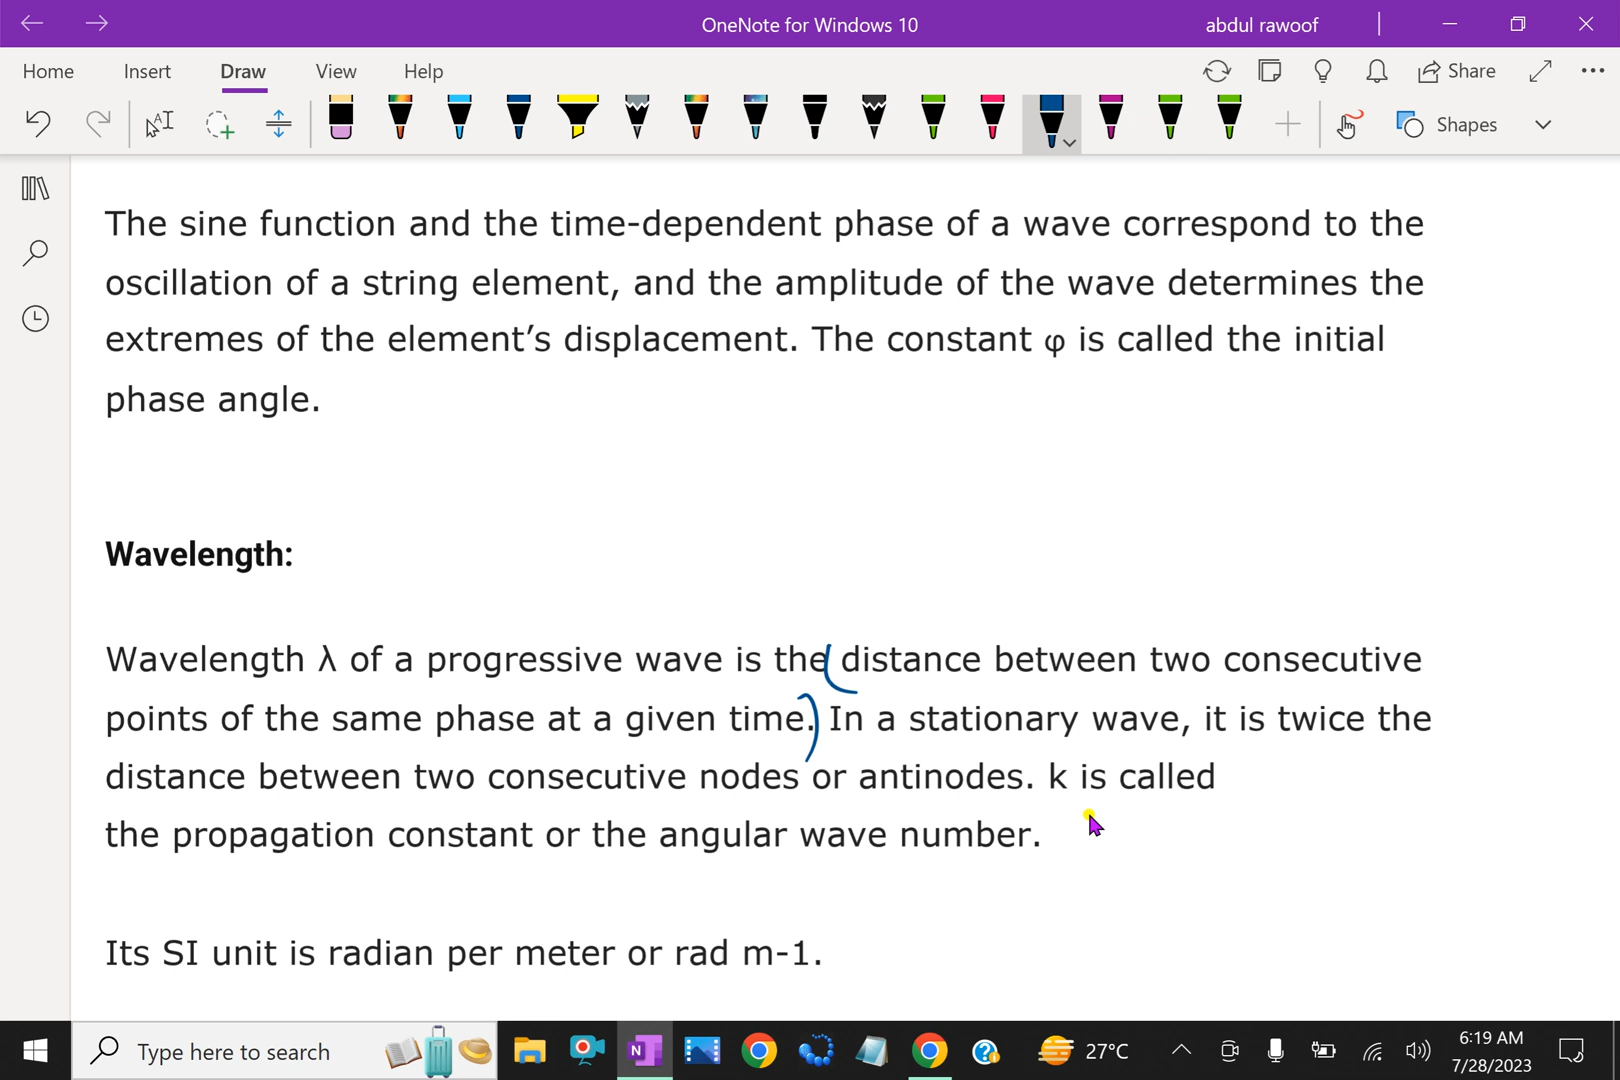 OneNote for Windows 10
abdul rawoof
Home Insert Draw View Help
Share
Shapes
The sine function and the time-dependent phase of a wave correspond to the
oscillation of a string element, and the amplitude of the wave determines the
extremes of the element’s displacement. The constant φ is called the initial
phase angle.
Wavelength:
Wavelength λ of a progressive wave is the (distance between two consecutive
points of the same phase at a given time.) In a stationary wave, it is twice the
distance between two consecutive nodes or antinodes. k is called
the propagation constant or the angular wave number.
Its SI unit is radian per meter or rad m-1.
Type here to search
27°C
6:19 AM
7/28/2023